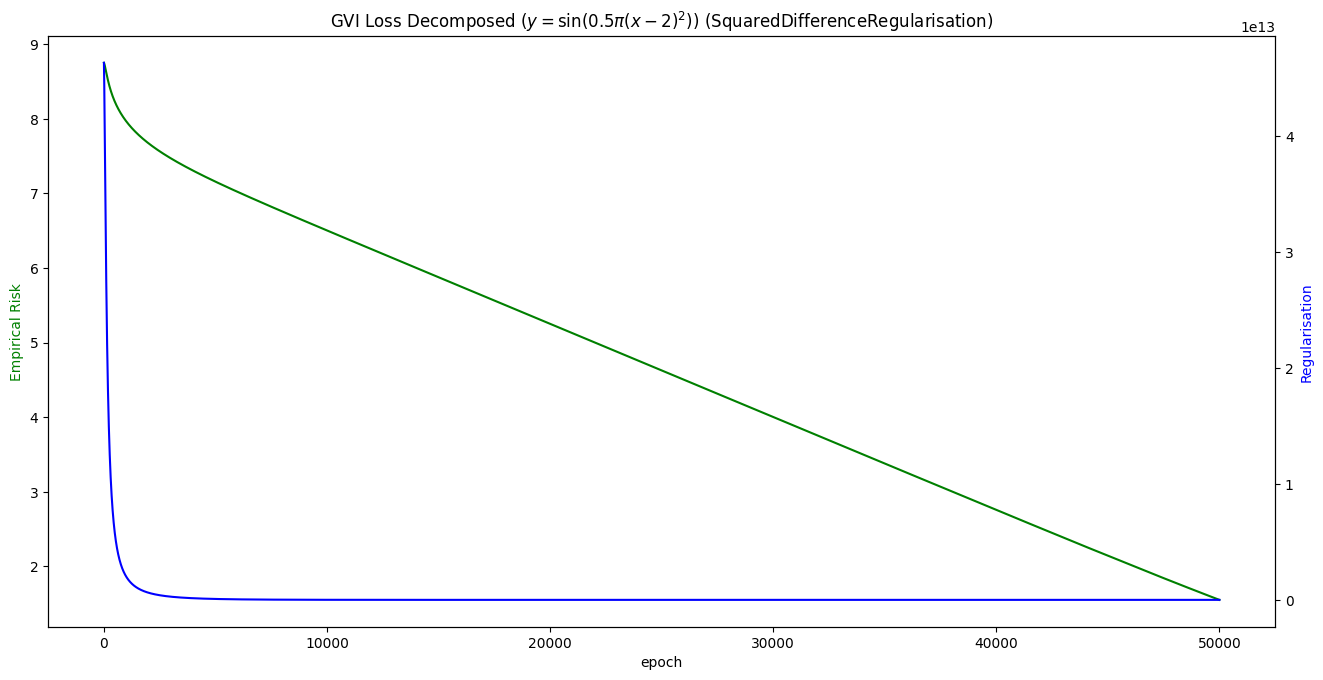 GVI Loss Decomposed (y = sin(0.5π(x − 2)²)) (SquaredDifferenceRegularisation)
1e13
9
8
7
6
5
4
3
2
Empirical Risk
4
3
2
1
0
Regularisation
0 10000 20000 30000 40000 50000
epoch